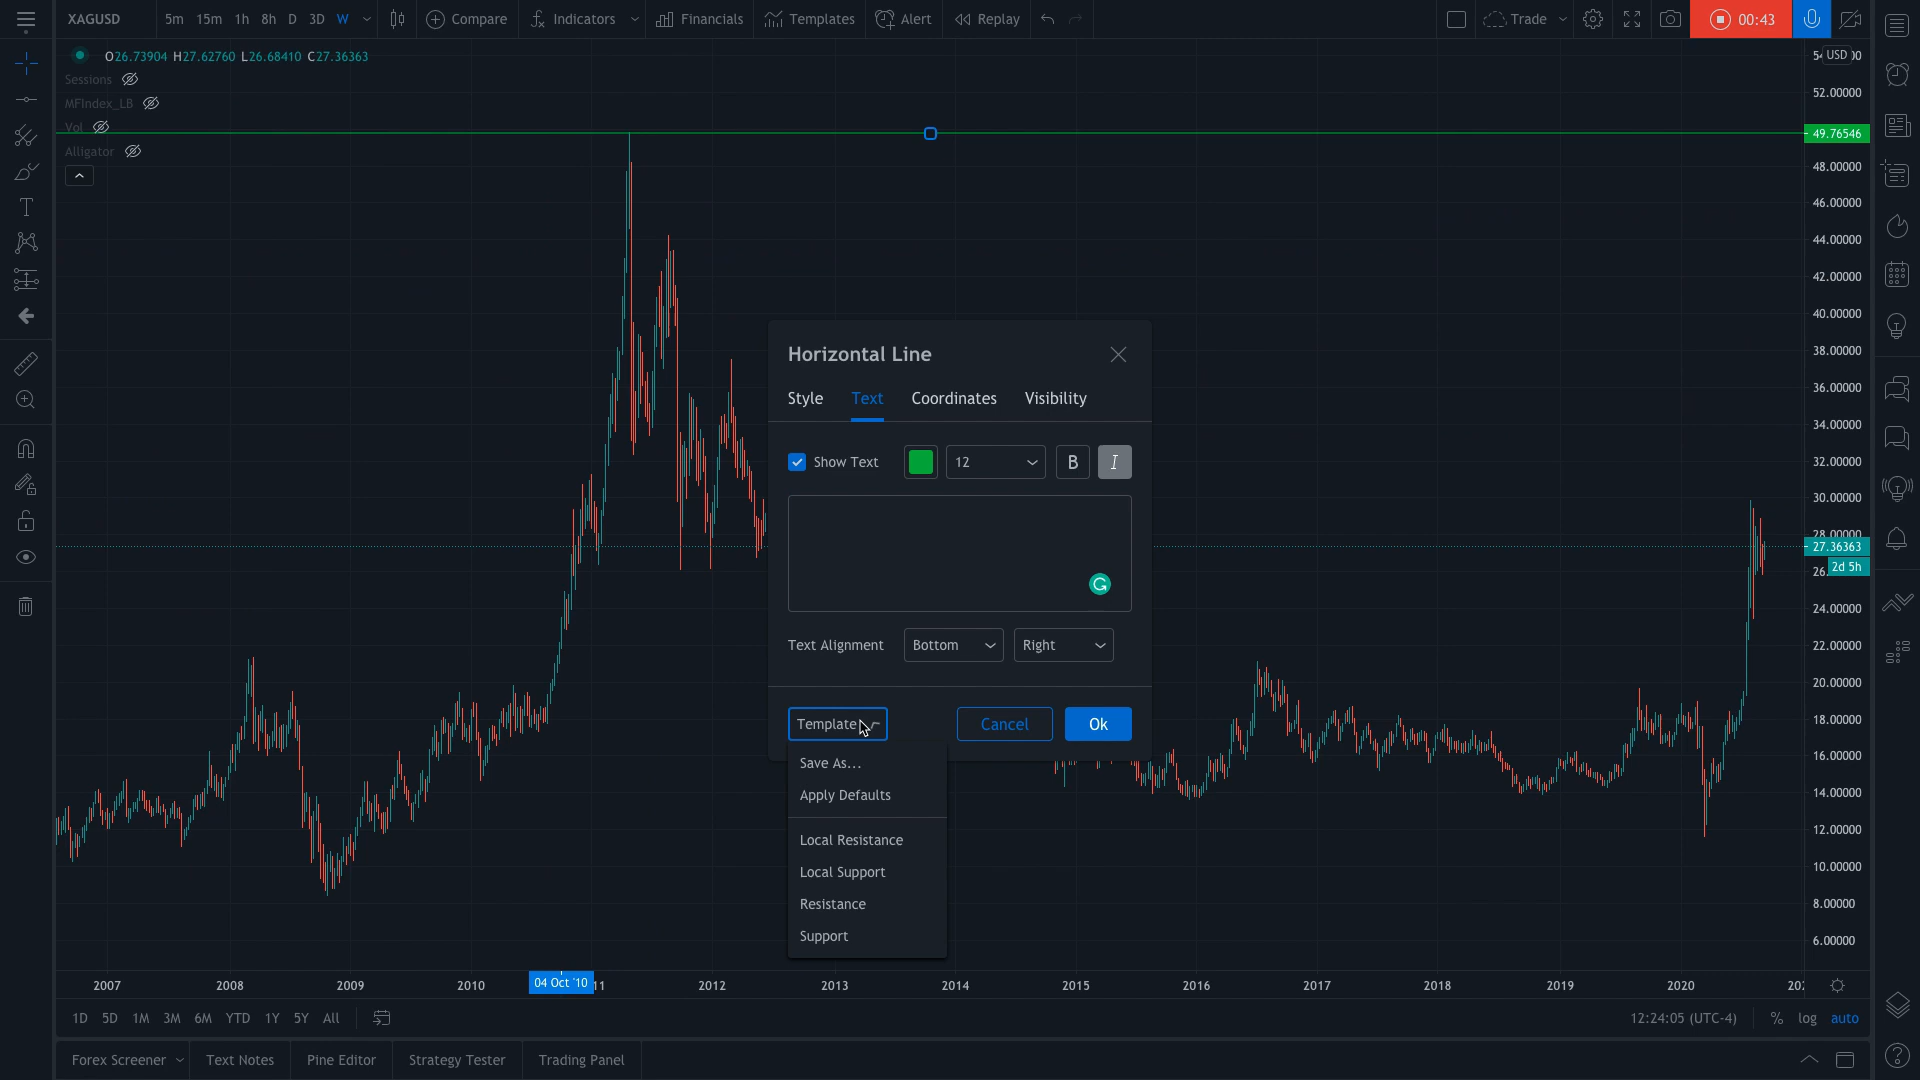 XAGUSD 5m 15m 1h 8h D 3D W Compare Indicators Financials Templates Alert Replay Trade 00:43
O26.73904 H27.62760 L26.68410 C27.36363
Sessions
MFIndex_LB
Vol
Alligator
USD
52.00000
49.76546
48.00000
46.00000
44.00000
42.00000
40.00000
38.00000
36.00000
34.00000
32.00000
30.00000
28.00000
27.36363
2d 5h
24.00000
22.00000
20.00000
18.00000
16.00000
14.00000
12.00000
10.00000
8.00000
6.00000
Horizontal Line
Style Text Coordinates Visibility
Show Text 12 B I
Text Alignment Bottom Right
Template Cancel Ok
Save As...
Apply Defaults
Local Resistance
Local Support
Resistance
Support
2007 2008 2009 2010 04 Oct '10 2012 2013 2014 2015 2016 2017 2018 2019 2020
1D 5D 1M 3M 6M YTD 1Y 5Y All 12:24:05 (UTC-4) % log auto
Forex Screener Text Notes Pine Editor Strategy Tester Trading Panel